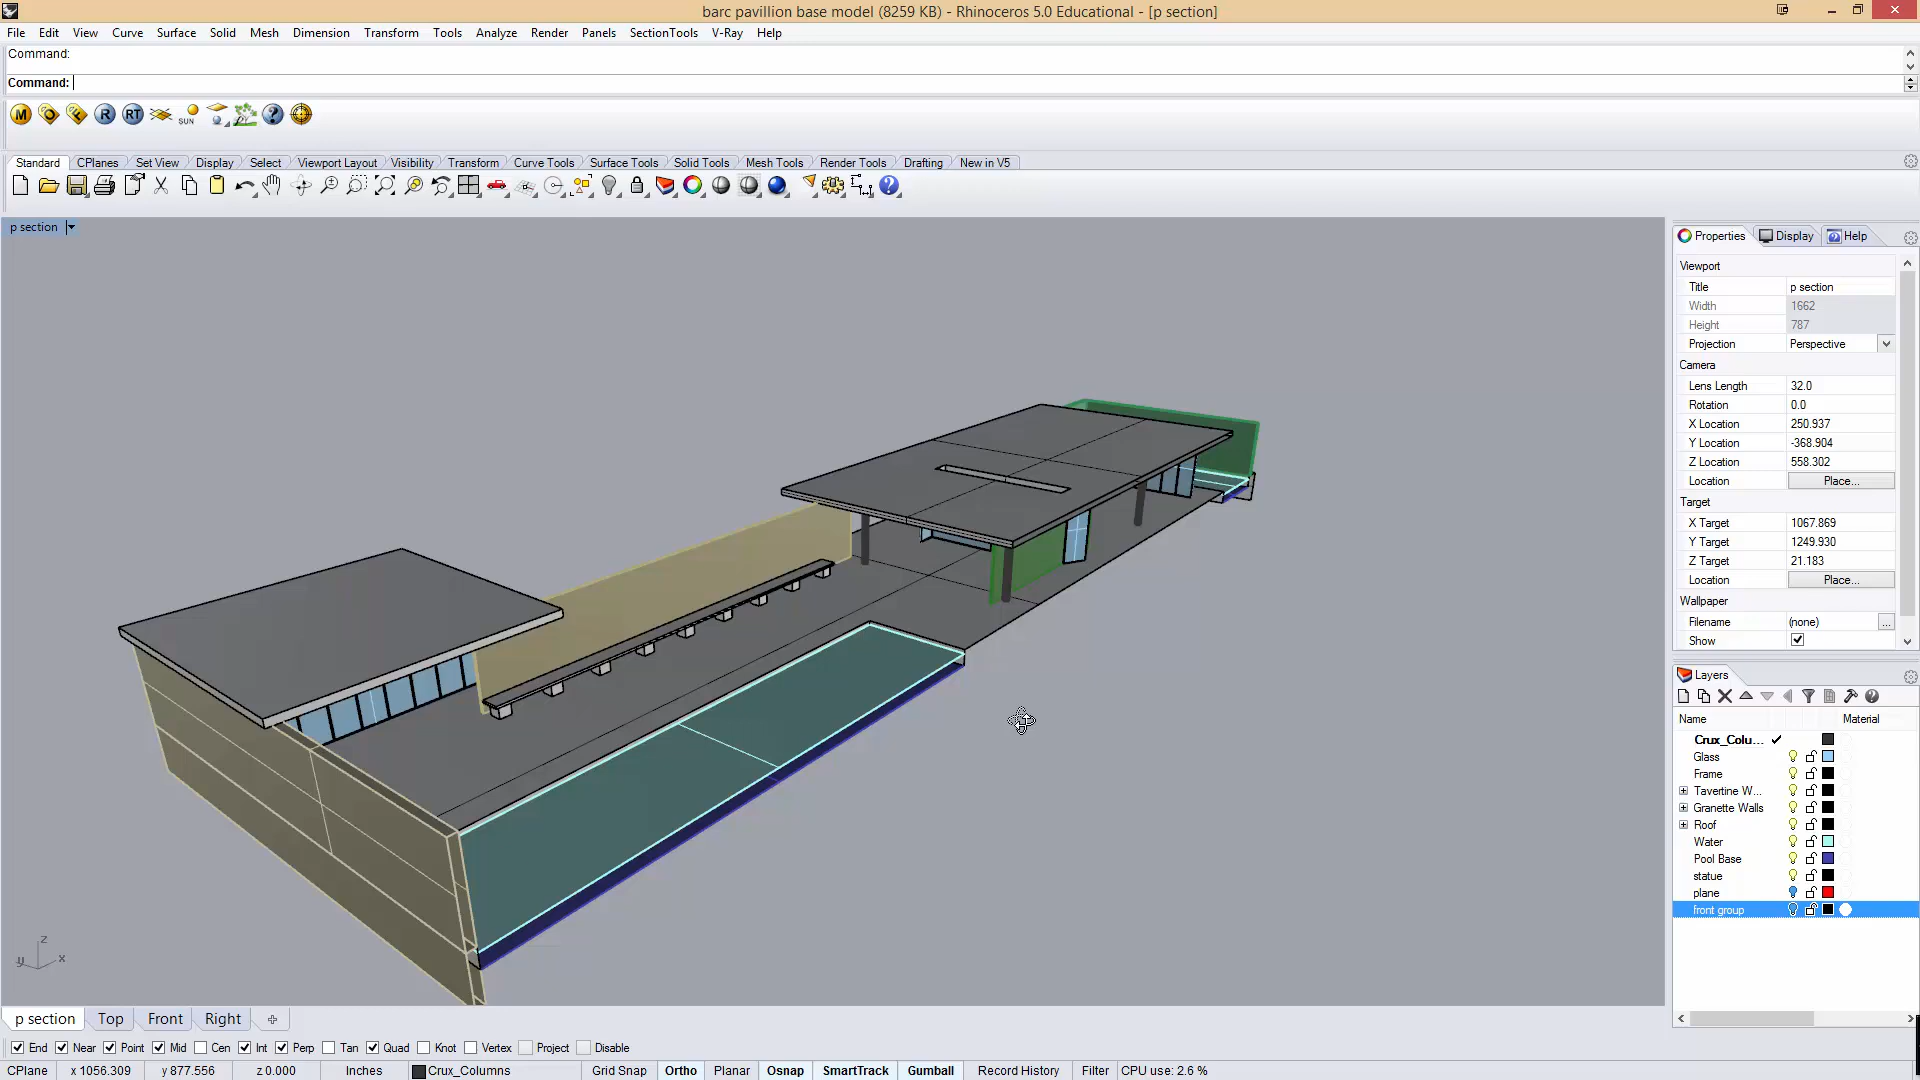 barc pavillion base model (8259 KB) - Rhinoceros 5.0 Educational - [p section]
File Edit View Curve Surface Solid Mesh Dimension Transform Tools Analyze Render Panels SectionTools V-Ray Help
Command:
Command:
M O F R RT SUN ?
Standard CPlanes Set View Display Select Viewport Layout Visibility Transform Curve Tools Surface Tools Solid Tools Mesh Tools Render Tools Drafting New in V5
p section
Properties Display Help
Viewport
Title p section
Width 1662
Height 787
Projection Perspective
Camera
Lens Length 32.0
Rotation 0.0
X Location 250.937
Y Location -368.904
Z Location 558.302
Location Place...
Target
X Target 1067.869
Y Target 1249.930
Z Target 21.183
Location Place...
Wallpaper
Filename (none) ...
Show
Layers
Name Material
Crux_Colu...
Glass
Frame
Tavertine W...
Granette Walls
Roof
Water
Pool Base
statue
plane
front group
z
y x
p section Top Front Right
End Near Point Mid Cen Int Perp Tan Quad Knot Vertex Project Disable
CPlane x 1056.309 y 877.556 z 0.000 Inches Crux_Columns Grid Snap Ortho Planar Osnap SmartTrack Gumball Record History Filter CPU use: 2.6 %